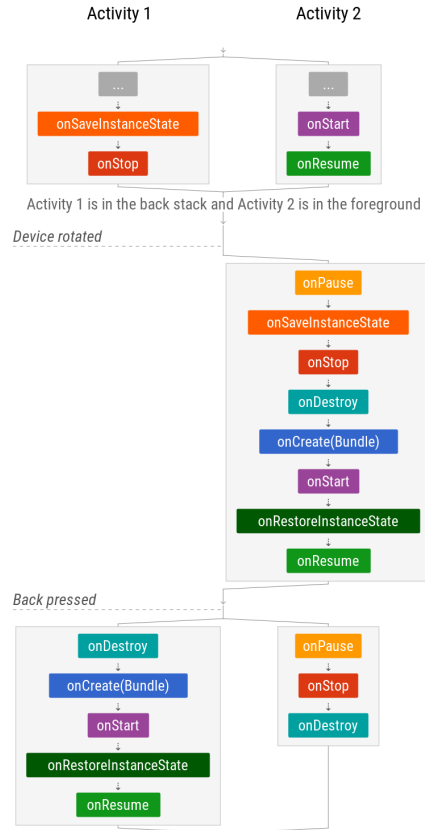 Activity 1
Activity 2
...
onSaveInstanceState
onStop
...
onStart
onResume
Activity 1 is in the back stack and Activity 2 is in the foreground
Device rotated
onPause
onSaveInstanceState
onStop
onDestroy
onCreate(Bundle)
onStart
onRestoreInstanceState
onResume
Back pressed
onDestroy
onCreate(Bundle)
onStart
onRestoreInstanceState
onResume
onPause
onStop
onDestroy